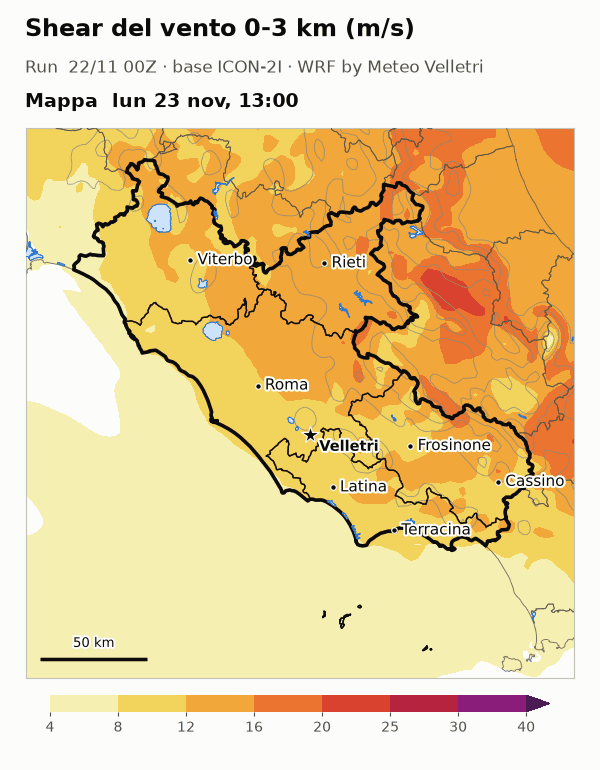 Shear del vento 0-3 km (m/s)
Run  22/11 00Z · base ICON-2I · WRF by Meteo Velletri
Mappa  lun 23 nov, 13:00
Viterbo
Rieti
Roma
Velletri
Frosinone
Latina
Cassino
Terracina
50 km
4 8 12 16 20 25 30 40